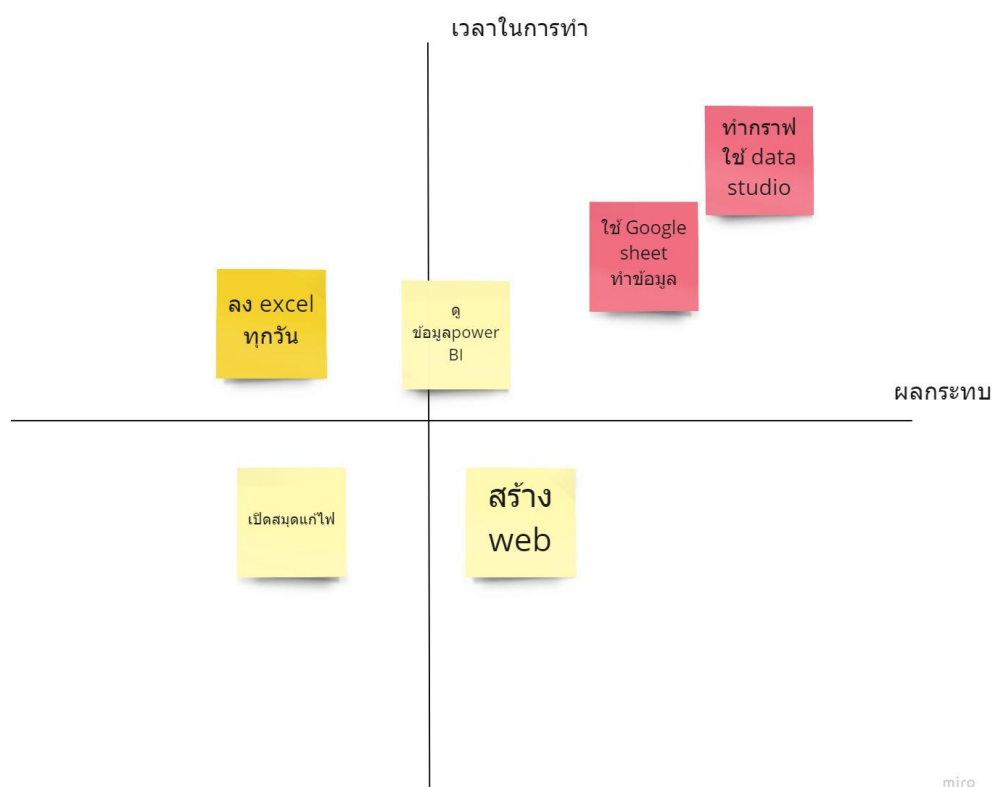 เวลาในการทำ
ทำกราฟ
ใช้ data
studio
ใช้ Google
sheet
ทำข้อมูล
ลง excel
ทุกวัน
ดู
ข้อมูลpower
BI
ผลกระทบ
เปิดสมุดแก้ไฟ
สร้าง
web
miro